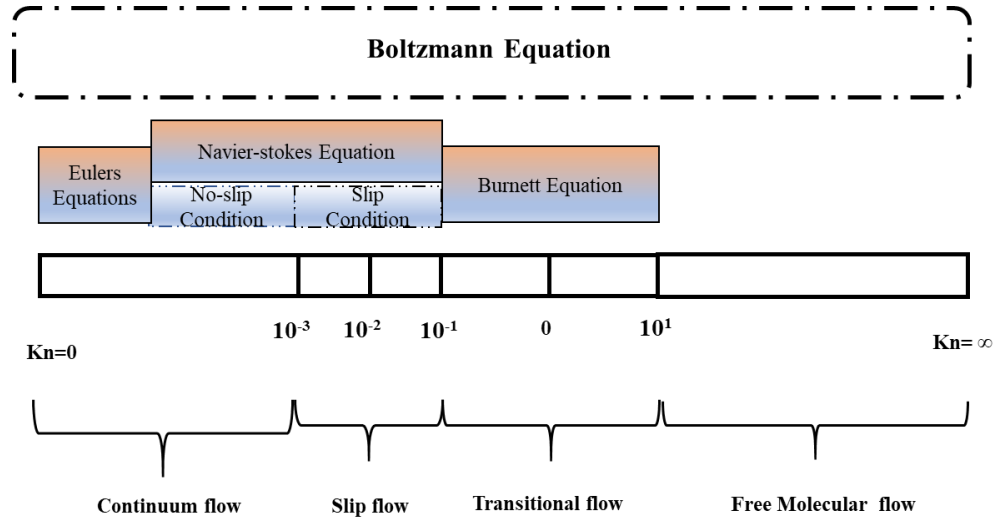 Boltzmann Equation
Eulers
Equations
Navier-stokes Equation
No-slip
Condition
Slip
Condition
Burnett Equation
10⁻³
10⁻²
10⁻¹
0
10¹
Kn=0
Kn= ∞
Continuum flow
Slip flow
Transitional flow
Free Molecular flow